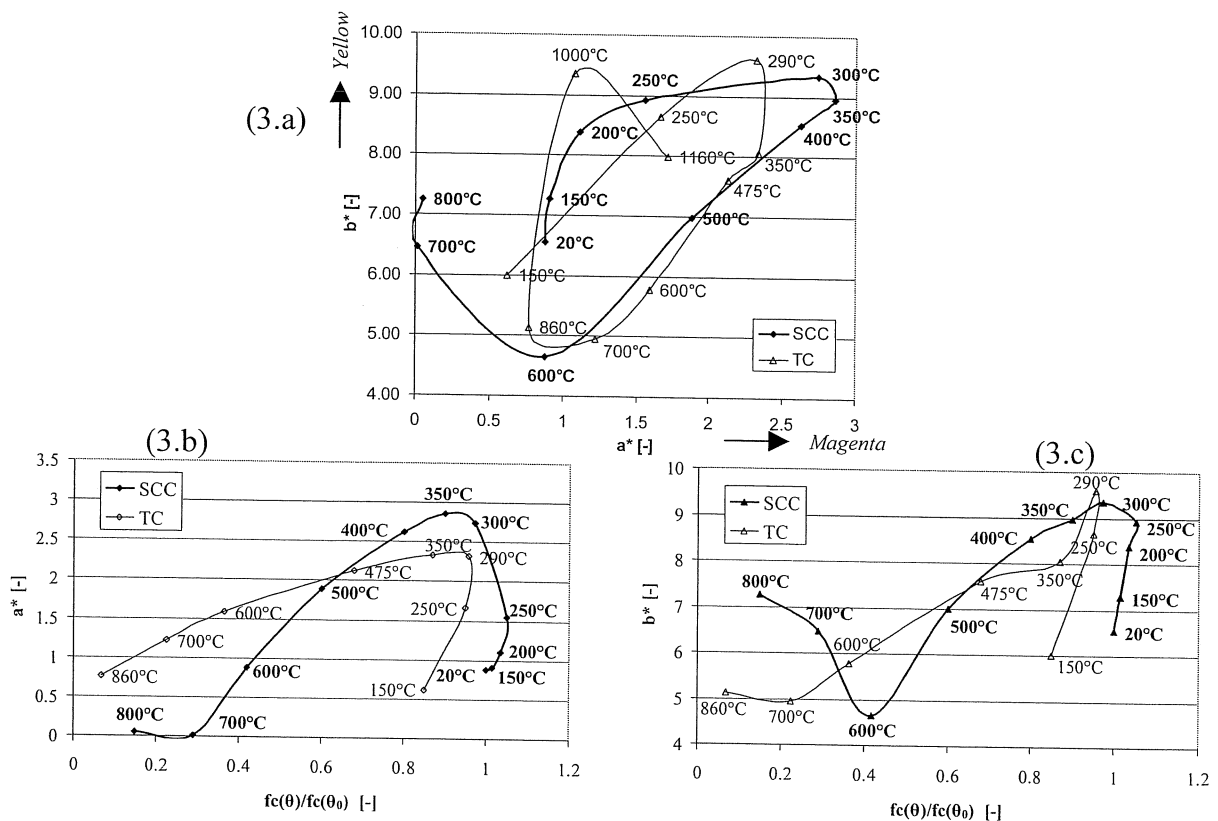 (3.a)
Yellow
b* [-]
10.00
9.00
8.00
7.00
6.00
5.00
4.00
0
0.5
1
1.5
2
2.5
3
a* [-]
Magenta
1000°C
290°C
250°C
300°C
350°C
250°C
200°C
400°C
1160°C
350°C
475°C
800°C
150°C
500°C
700°C
20°C
150°C
600°C
860°C
700°C
600°C
SCC
TC
(3.b)
a* [-]
3.5
3
2.5
2
1.5
1
0.5
0
0
0.2
0.4
0.6
0.8
1
1.2
fc(θ)/fc(θ₀) [-]
SCC
TC
350°C
400°C
300°C
350°C
290°C
475°C
500°C
600°C
250°C
250°C
700°C
200°C
860°C
600°C
150°C
20°C
150°C
800°C
700°C
(3.c)
b* [-]
10
9
8
7
6
5
4
0
0.2
0.4
0.6
0.8
1
1.2
fc(θ)/fc(θ₀) [-]
SCC
TC
290°C
350°C
300°C
400°C
250°C
250°C
200°C
350°C
800°C
475°C
150°C
700°C
500°C
20°C
600°C
150°C
860°C
700°C
600°C